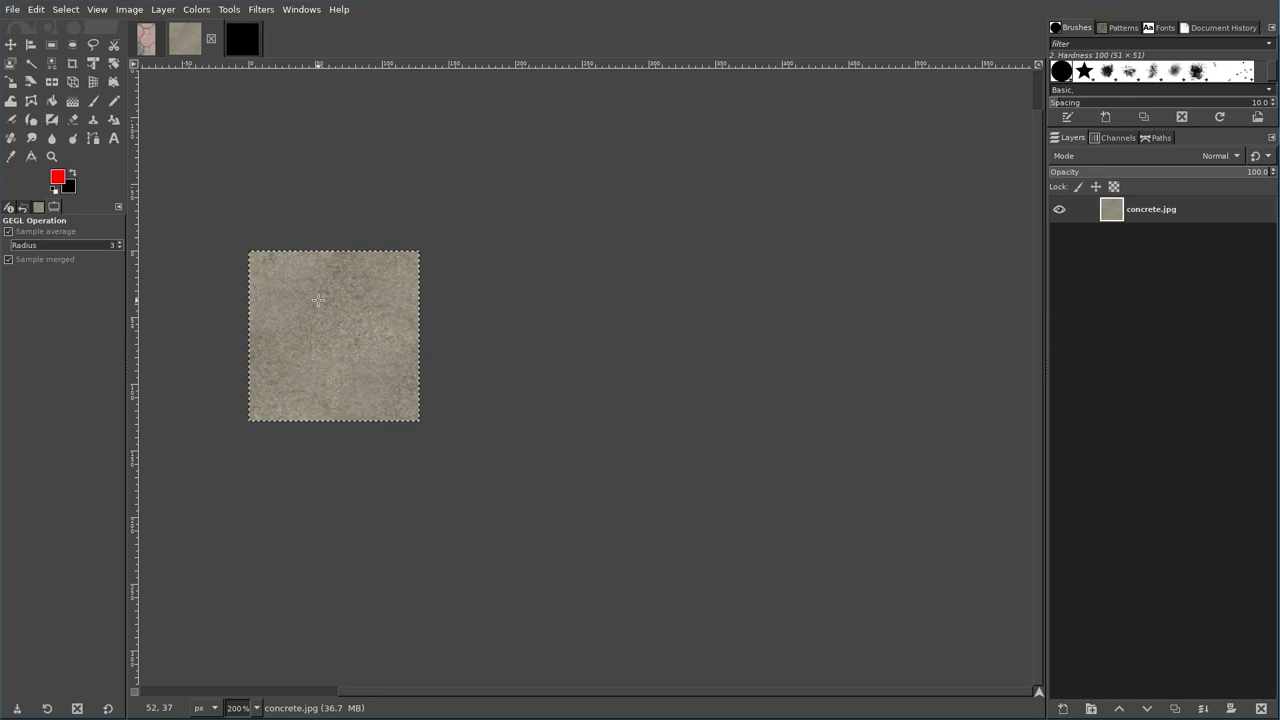 File Edit Select View Image Layer Colors Tools Filters Windows Help
Brushes Patterns Fonts Document History
filter
2. Hardness 100 (51 × 51)
Basic,
Spacing 10.0
Layers Channels Paths
Mode Normal
Opacity 100.0
Lock:
concrete.jpg
GEGL Operation
Sample average
Radius 3
Sample merged
52, 37 px 200% concrete.jpg (36.7 MB)